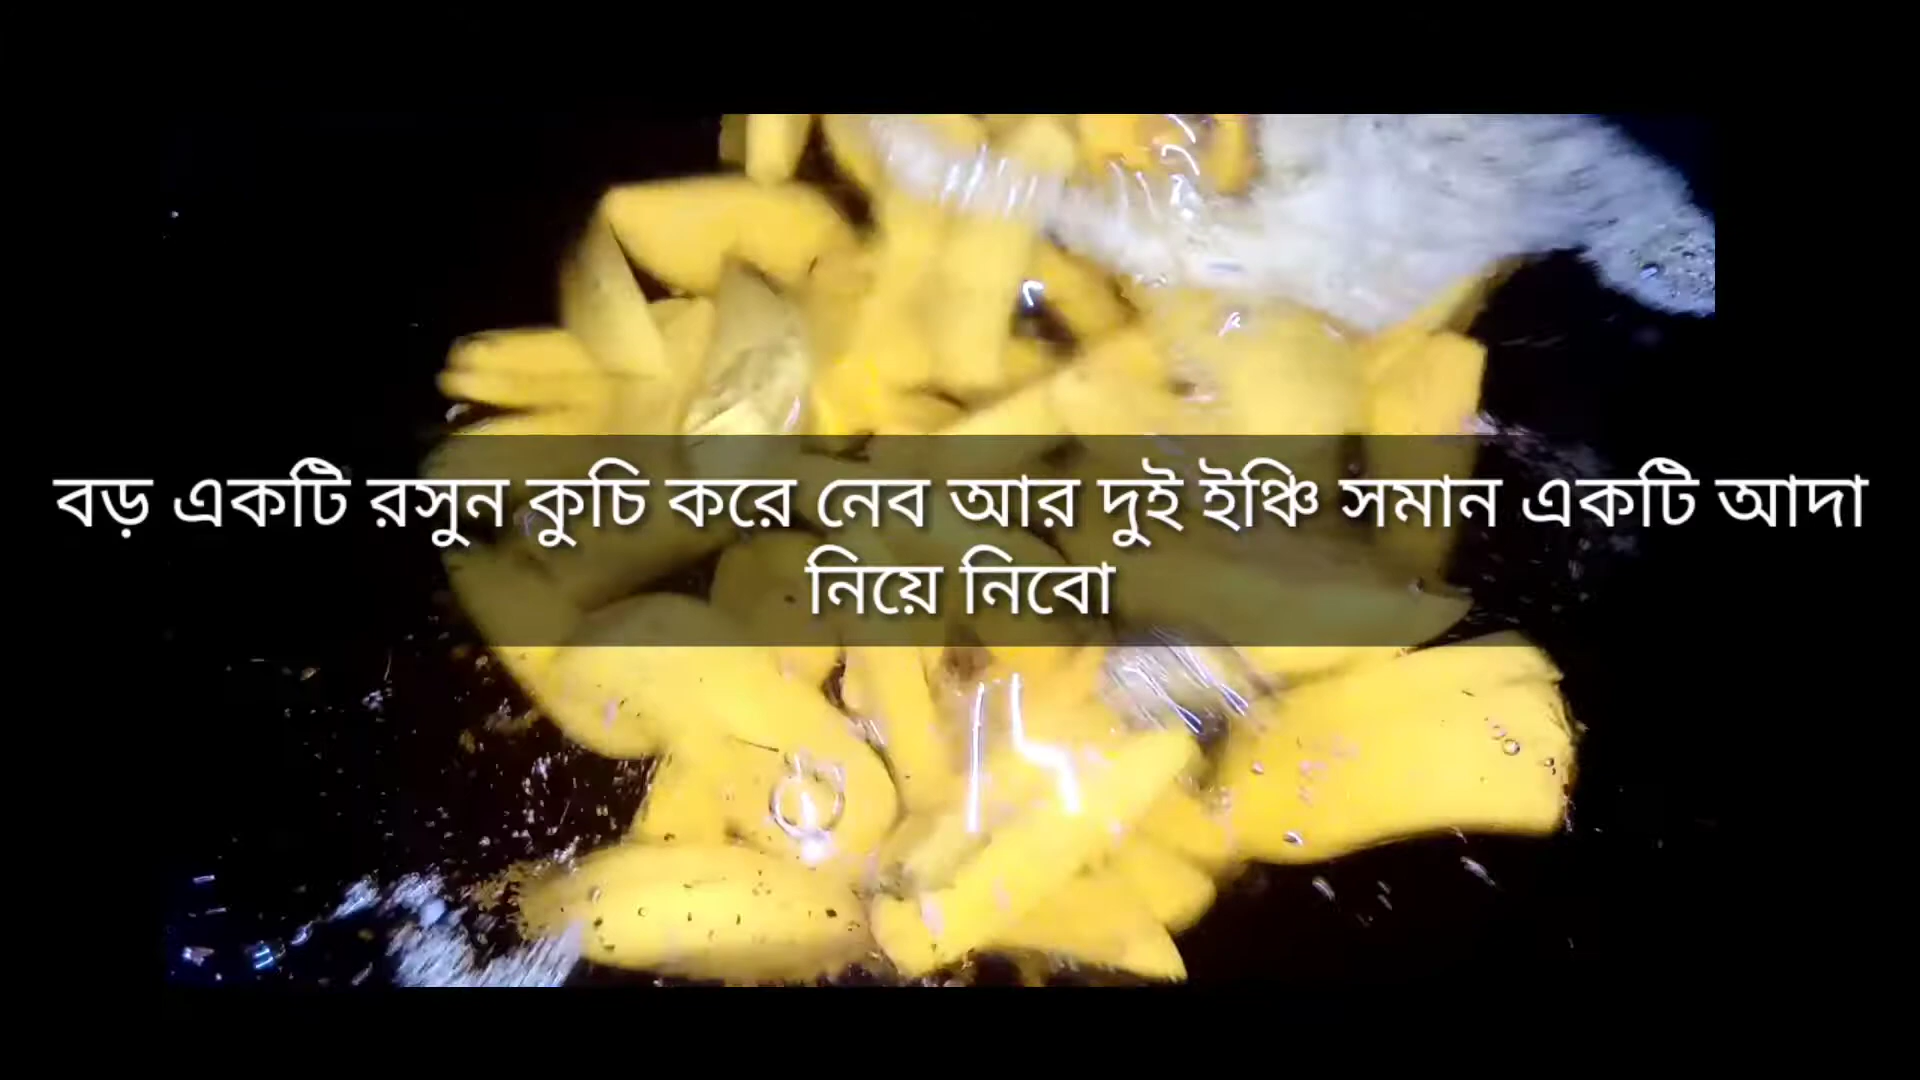 বড় একটি রসুন কুচি করে নেব আর দুই ইঞ্চি সমান একটি আদা
নিয়ে নিবো